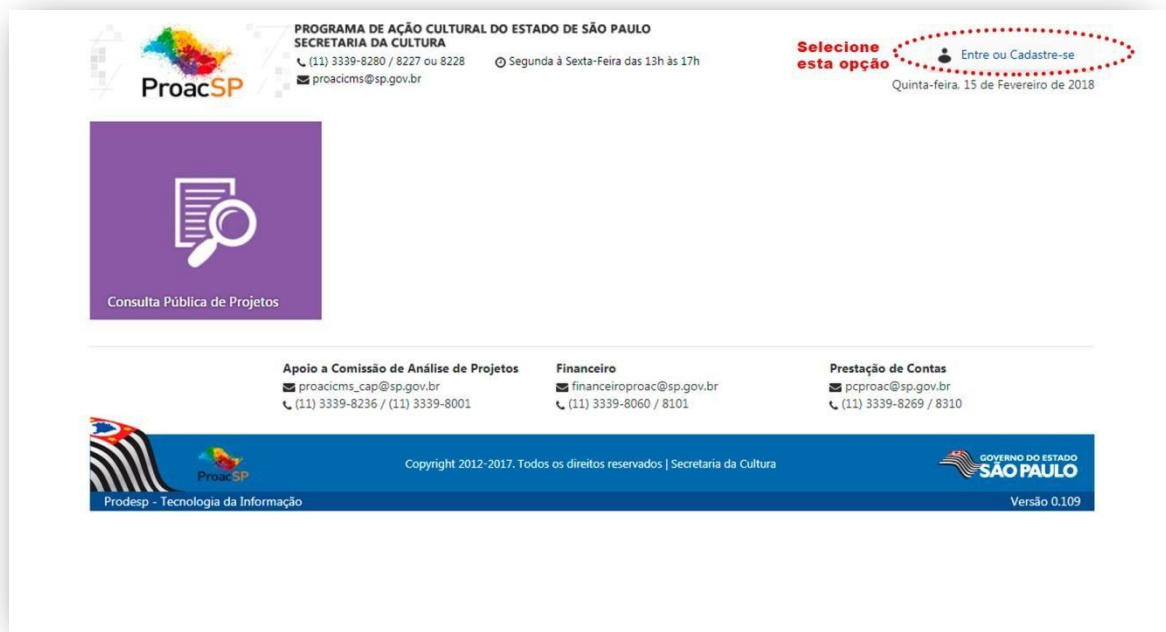 ProacSP
PROGRAMA DE AÇÃO CULTURAL DO ESTADO DE SÃO PAULO
SECRETARIA DA CULTURA
(11) 3339-8280 / 8227 ou 8228 Segunda à Sexta-Feira das 13h às 17h
proacicms@sp.gov.br
Selecione
esta opção
Entre ou Cadastre-se
Quinta-feira, 15 de Fevereiro de 2018
Consulta Pública de Projetos
Apoio a Comissão de Análise de Projetos
proacicms_cap@sp.gov.br
(11) 3339-8236 / (11) 3339-8001
Financeiro
financeiroproac@sp.gov.br
(11) 3339-8060 / 8101
Prestação de Contas
pcproac@sp.gov.br
(11) 3339-8269 / 8310
ProacSP
Copyright 2012-2017. Todos os direitos reservados | Secretaria da Cultura
GOVERNO DO ESTADO
SÃO PAULO
Prodesp - Tecnologia da Informação
Versão 0.109